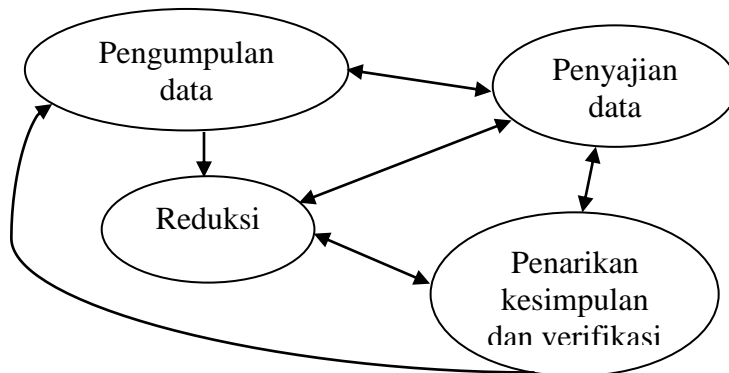 Pengumpulan
data
Penyajian
data
Reduksi
Penarikan
kesimpulan
dan verifikasi